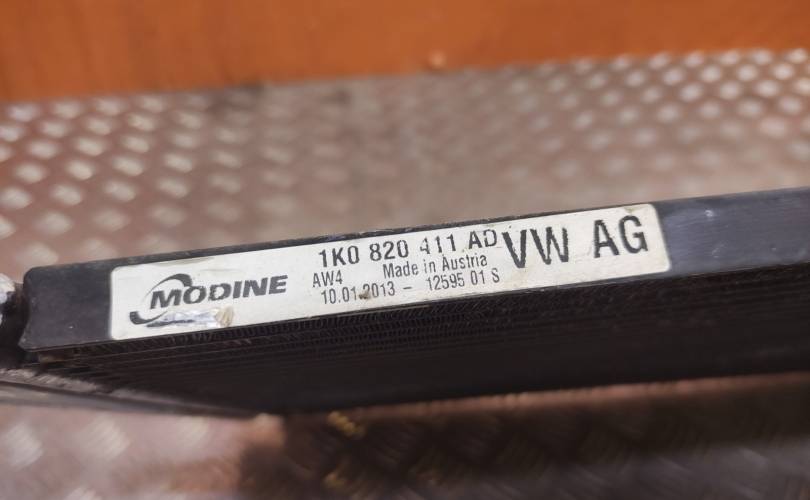 MODINE
1K0 820 411 AD
AW4 Made in Austria
10.01.2013 - 12595 01 S
VW AG